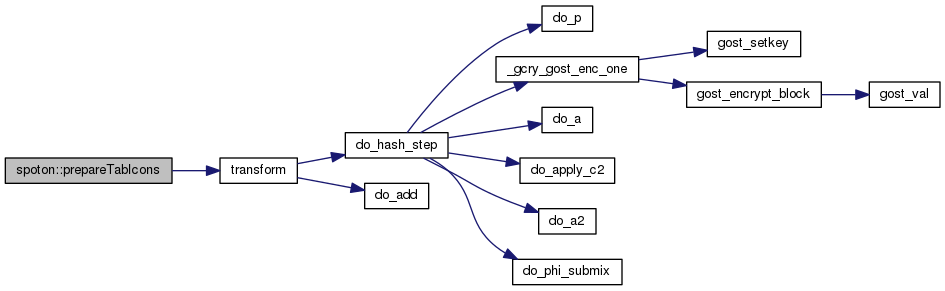 do_p
gost_setkey
_gcry_gost_enc_one
gost_encrypt_block
gost_val
do_a
do_hash_step
spoton::prepareTabIcons
transform
do_apply_c2
do_add
do_a2
do_phi_submix